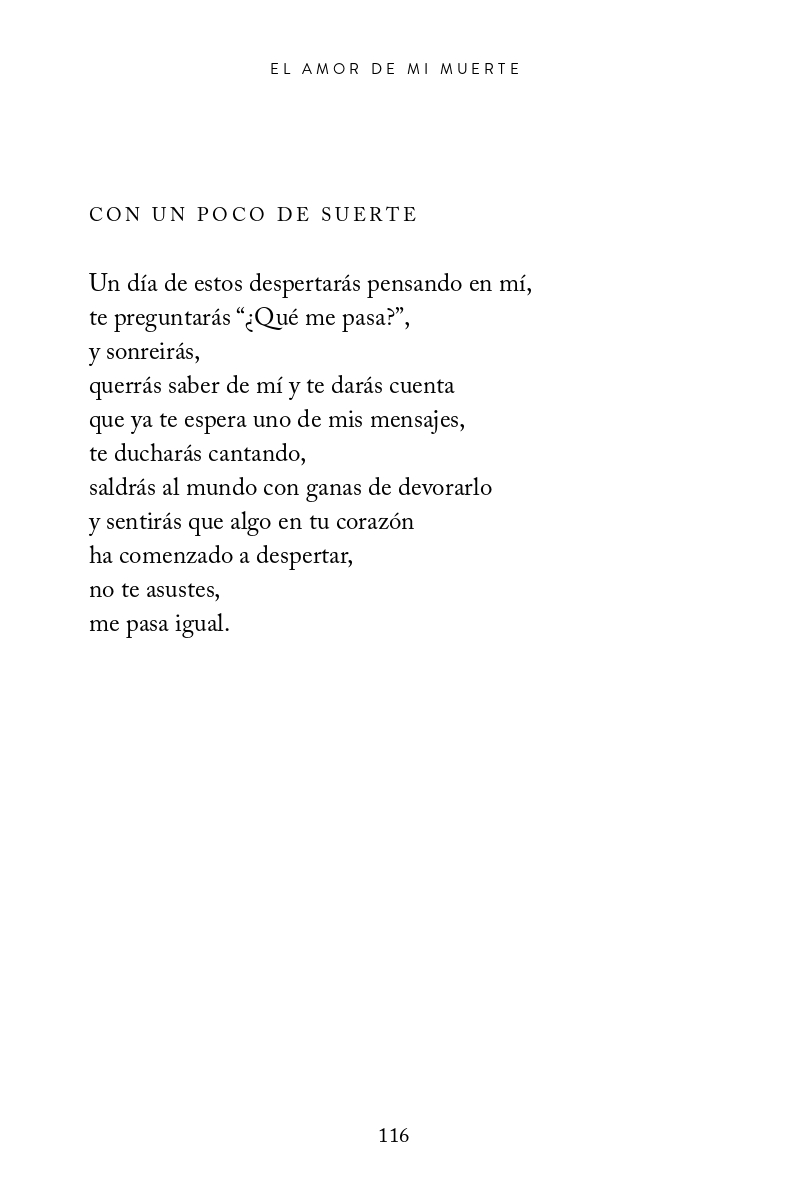 EL AMOR DE MI MUERTE
CON UN POCO DE SUERTE
Un día de estos despertarás pensando en mí,
te preguntarás “¿Qué me pasa?”,
y sonreirás,
querrás saber de mí y te darás cuenta
que ya te espera uno de mis mensajes,
te ducharás cantando,
saldrás al mundo con ganas de devorarlo
y sentirás que algo en tu corazón
ha comenzado a despertar,
no te asustes,
me pasa igual.
116